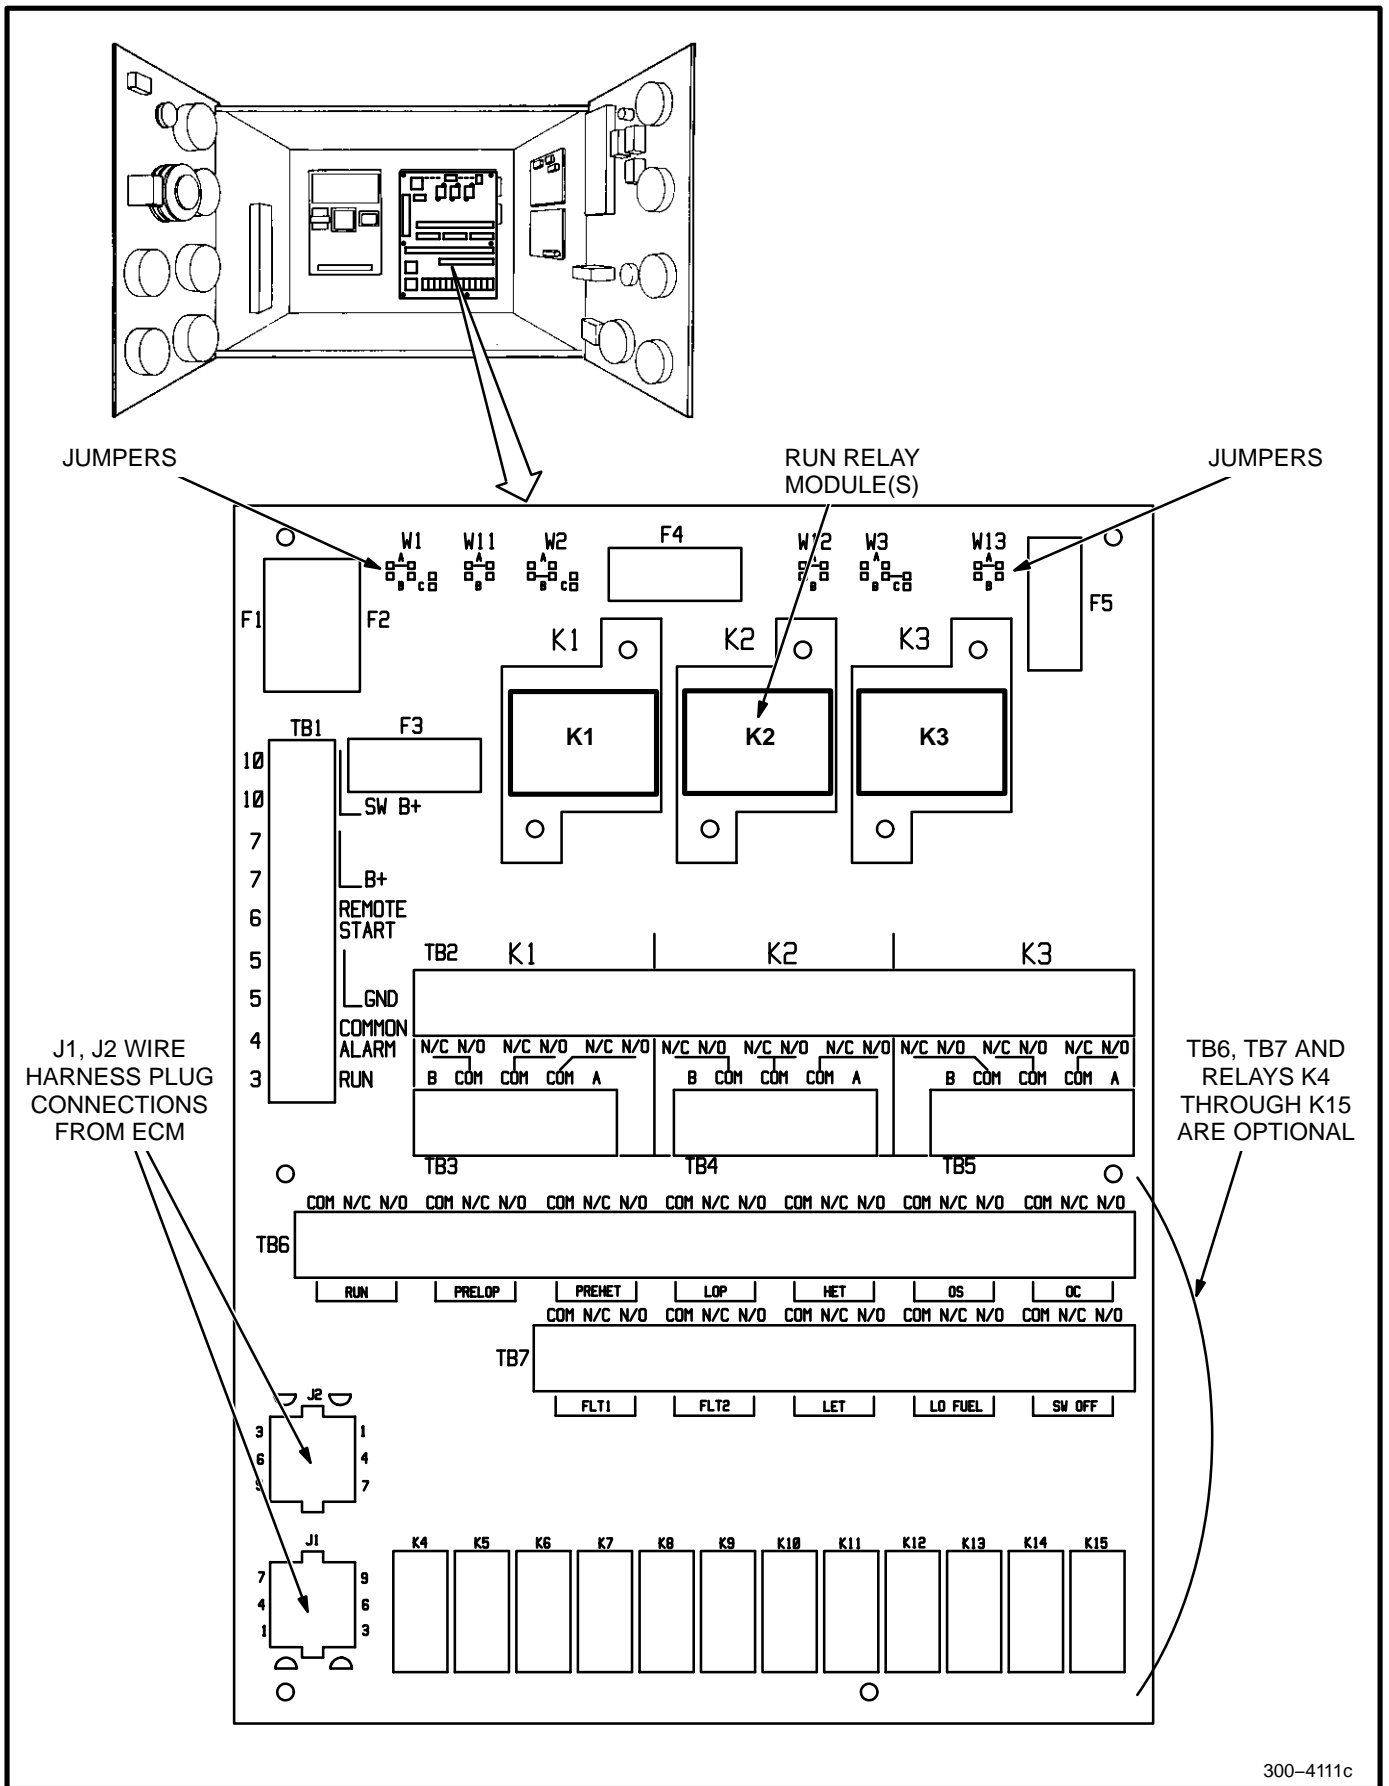 JUMPERS
RUN RELAY
MODULE(S)
JUMPERS
W1 W11 W2 F4 W12 W3 W13
A A A A A A
B C B B C B B C B
F1 F2 F5
K1 K2 K3
K1 K2 K3
TB1 F3
10
10 SW B+
7
7 B+
6 REMOTE
START
5
5 GND
4 COMMON
ALARM
3 RUN
TB2 K1 K2 K3
N/C N/O N/C N/O N/C N/O N/C N/O N/C N/O N/C N/O N/C N/O N/C N/O N/C N/O
B COM COM COM A B COM COM COM A B COM COM COM A
TB3 TB4 TB5
J1, J2 WIRE
HARNESS PLUG
CONNECTIONS
FROM ECM
TB6, TB7 AND
RELAYS K4
THROUGH K15
ARE OPTIONAL
COM N/C N/O COM N/C N/O COM N/C N/O COM N/C N/O COM N/C N/O COM N/C N/O COM N/C N/O
TB6
RUN PRELOP PREHET LOP HET OS OC
COM N/C N/O COM N/C N/O COM N/C N/O COM N/C N/O COM N/C N/O
TB7
FLT1 FLT2 LET LO FUEL SW OFF
J2
3 1
6 4
9 7
J1
7 9
4 6
1 3
K4 K5 K6 K7 K8 K9 K10 K11 K12 K13 K14 K15
300–4111c